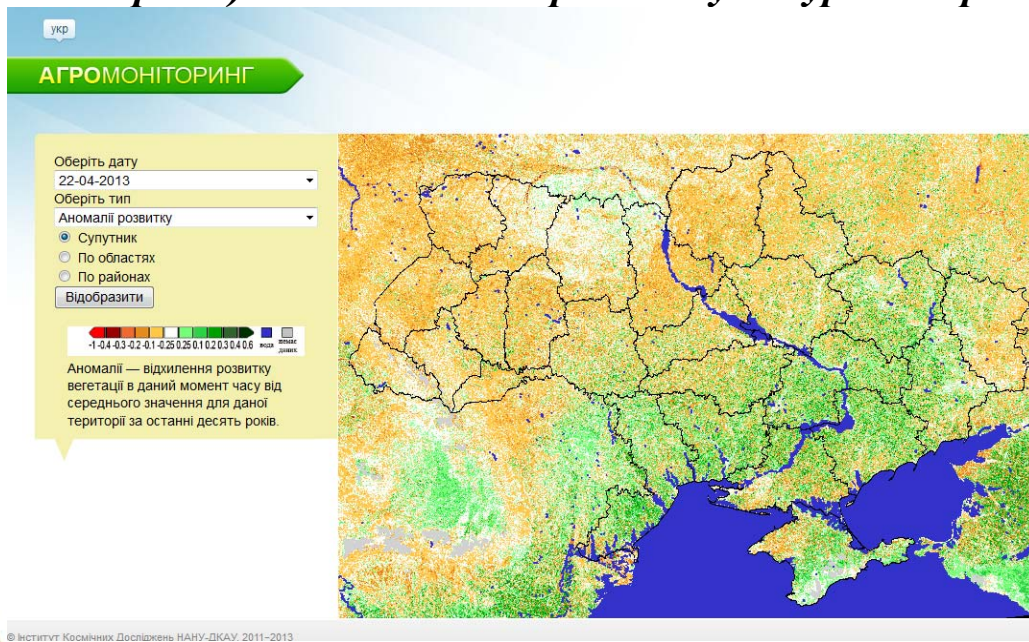 укр
АГРОМОНІТОРИНГ
Оберіть дату
22-04-2013
Оберіть тип
Аномалії розвитку
Супутник
По областях
По районах
Відобразити
-1 -0.4 -0.3 -0.2 -0.1 -0.25 0.25 0.1 0.2 0.3 0.4 0.6 вода немає
даних
Аномалії — відхилення розвитку
вегетації в даний момент часу від
середнього значення для даної
території за останні десять років.
© Інститут Космічних Досліджень НАНУ-ДКАУ, 2011-2013